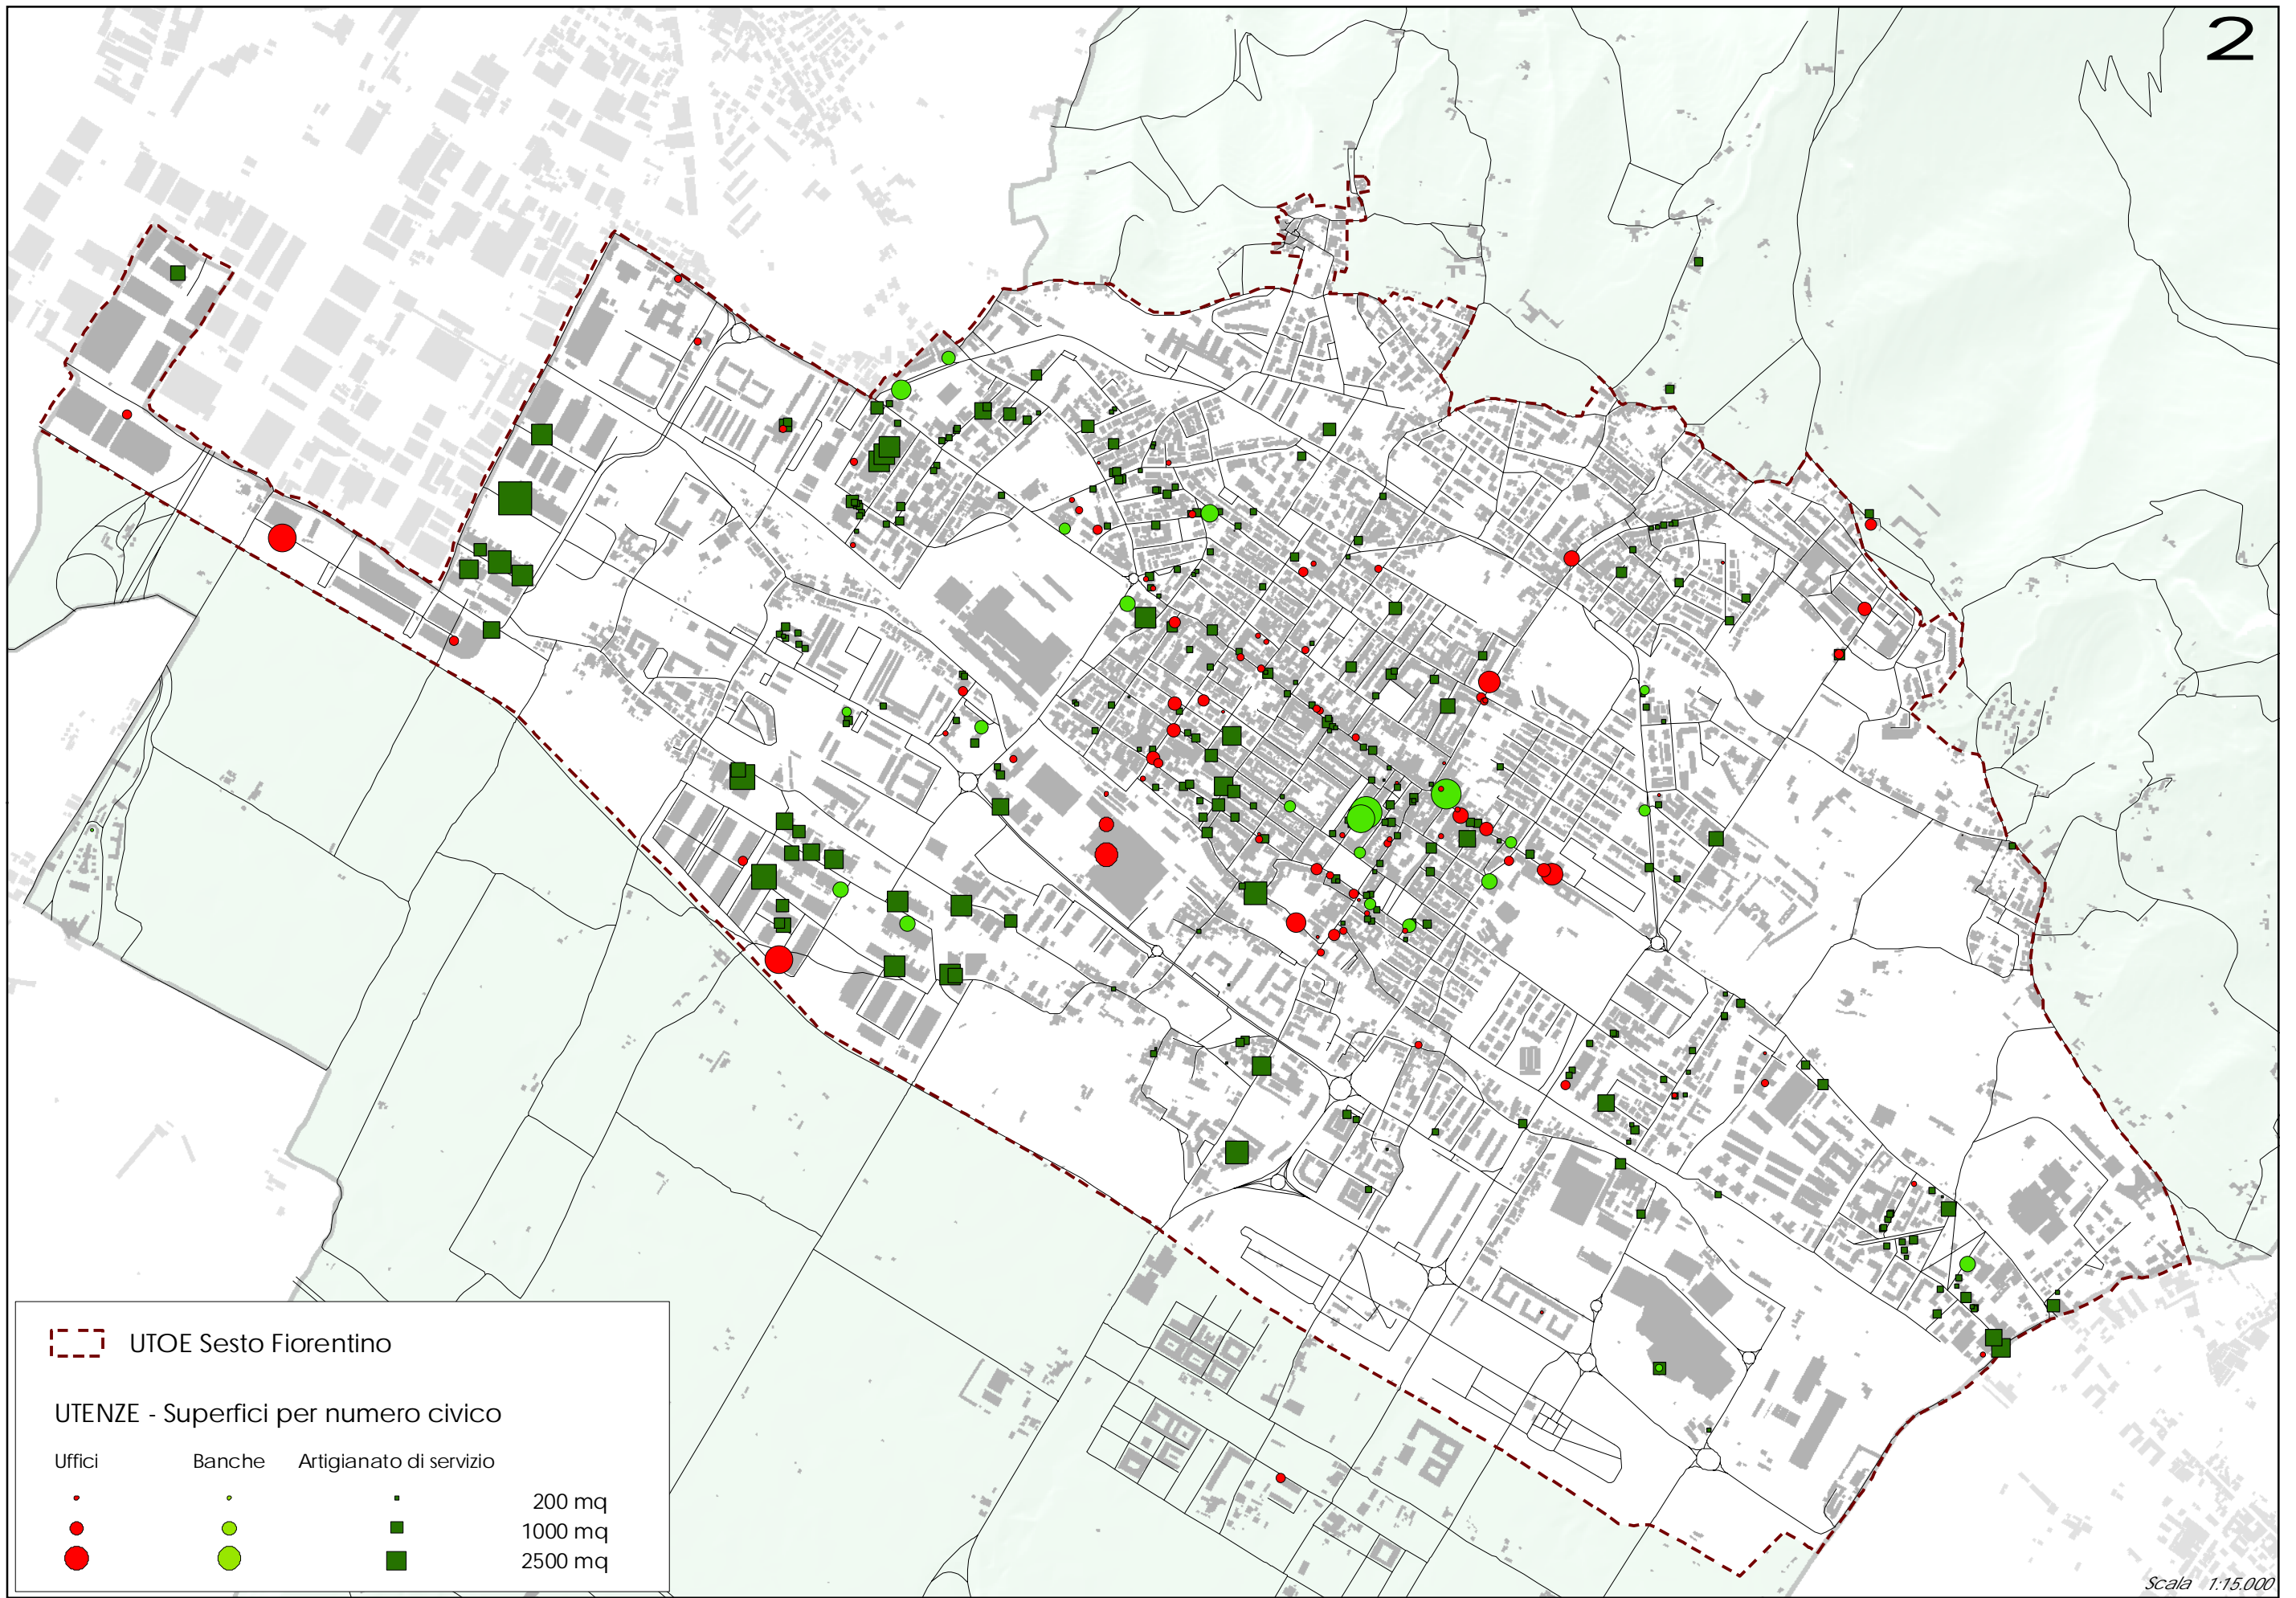 2
UTOE Sesto Fiorentino
UTENZE - Superfici per numero civico
Uffici Banche Artigianato di servizio
200 mq
1000 mq
2500 mq
Scala 1:15.000